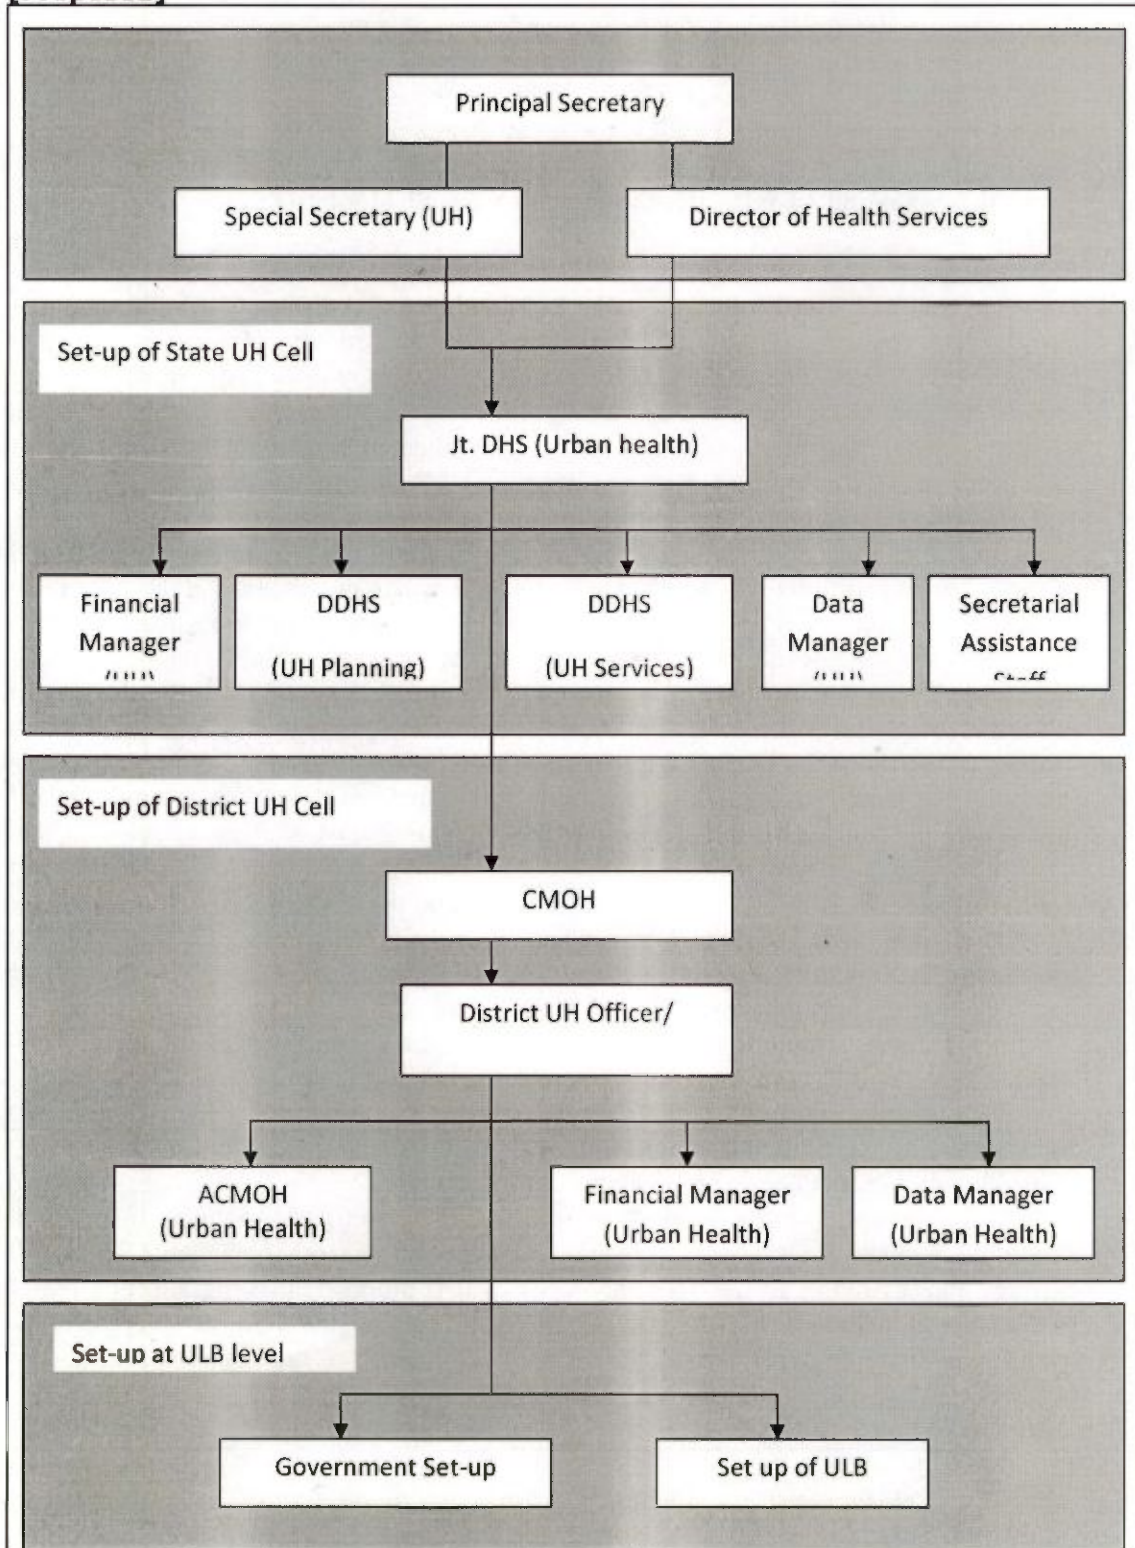 Principal Secretary
Special Secretary (UH)
Director of Health Services
Set-up of State UH Cell
Jt. DHS (Urban health)
Financial
Manager
DDHS
(UH Planning)
DDHS
(UH Services)
Data
Manager
Secretarial
Assistance
Staff
Set-up of District UH Cell
CMOH
District UH Officer/
ACMOH
(Urban Health)
Financial Manager
(Urban Health)
Data Manager
(Urban Health)
Set-up at ULB level
Government Set-up
Set up of ULB